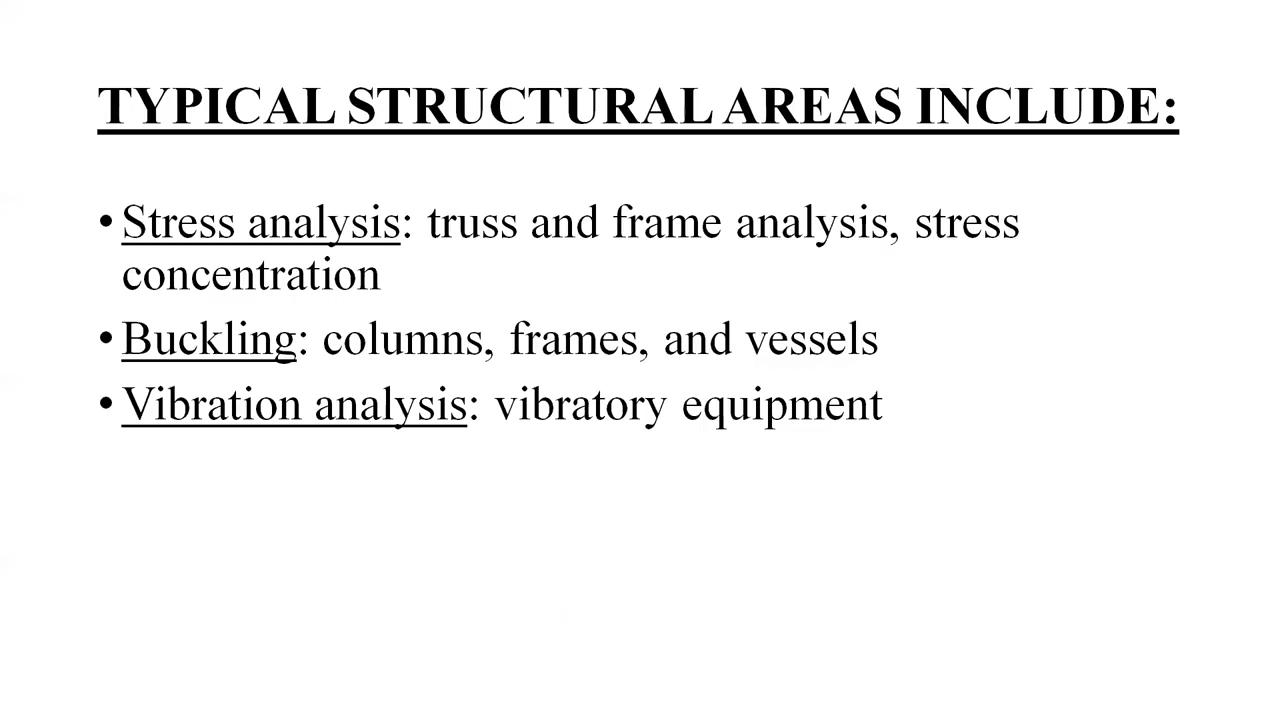 TYPICAL STRUCTURAL AREAS INCLUDE:
• Stress analysis: truss and frame analysis, stress
concentration
• Buckling: columns, frames, and vessels
• Vibration analysis: vibratory equipment